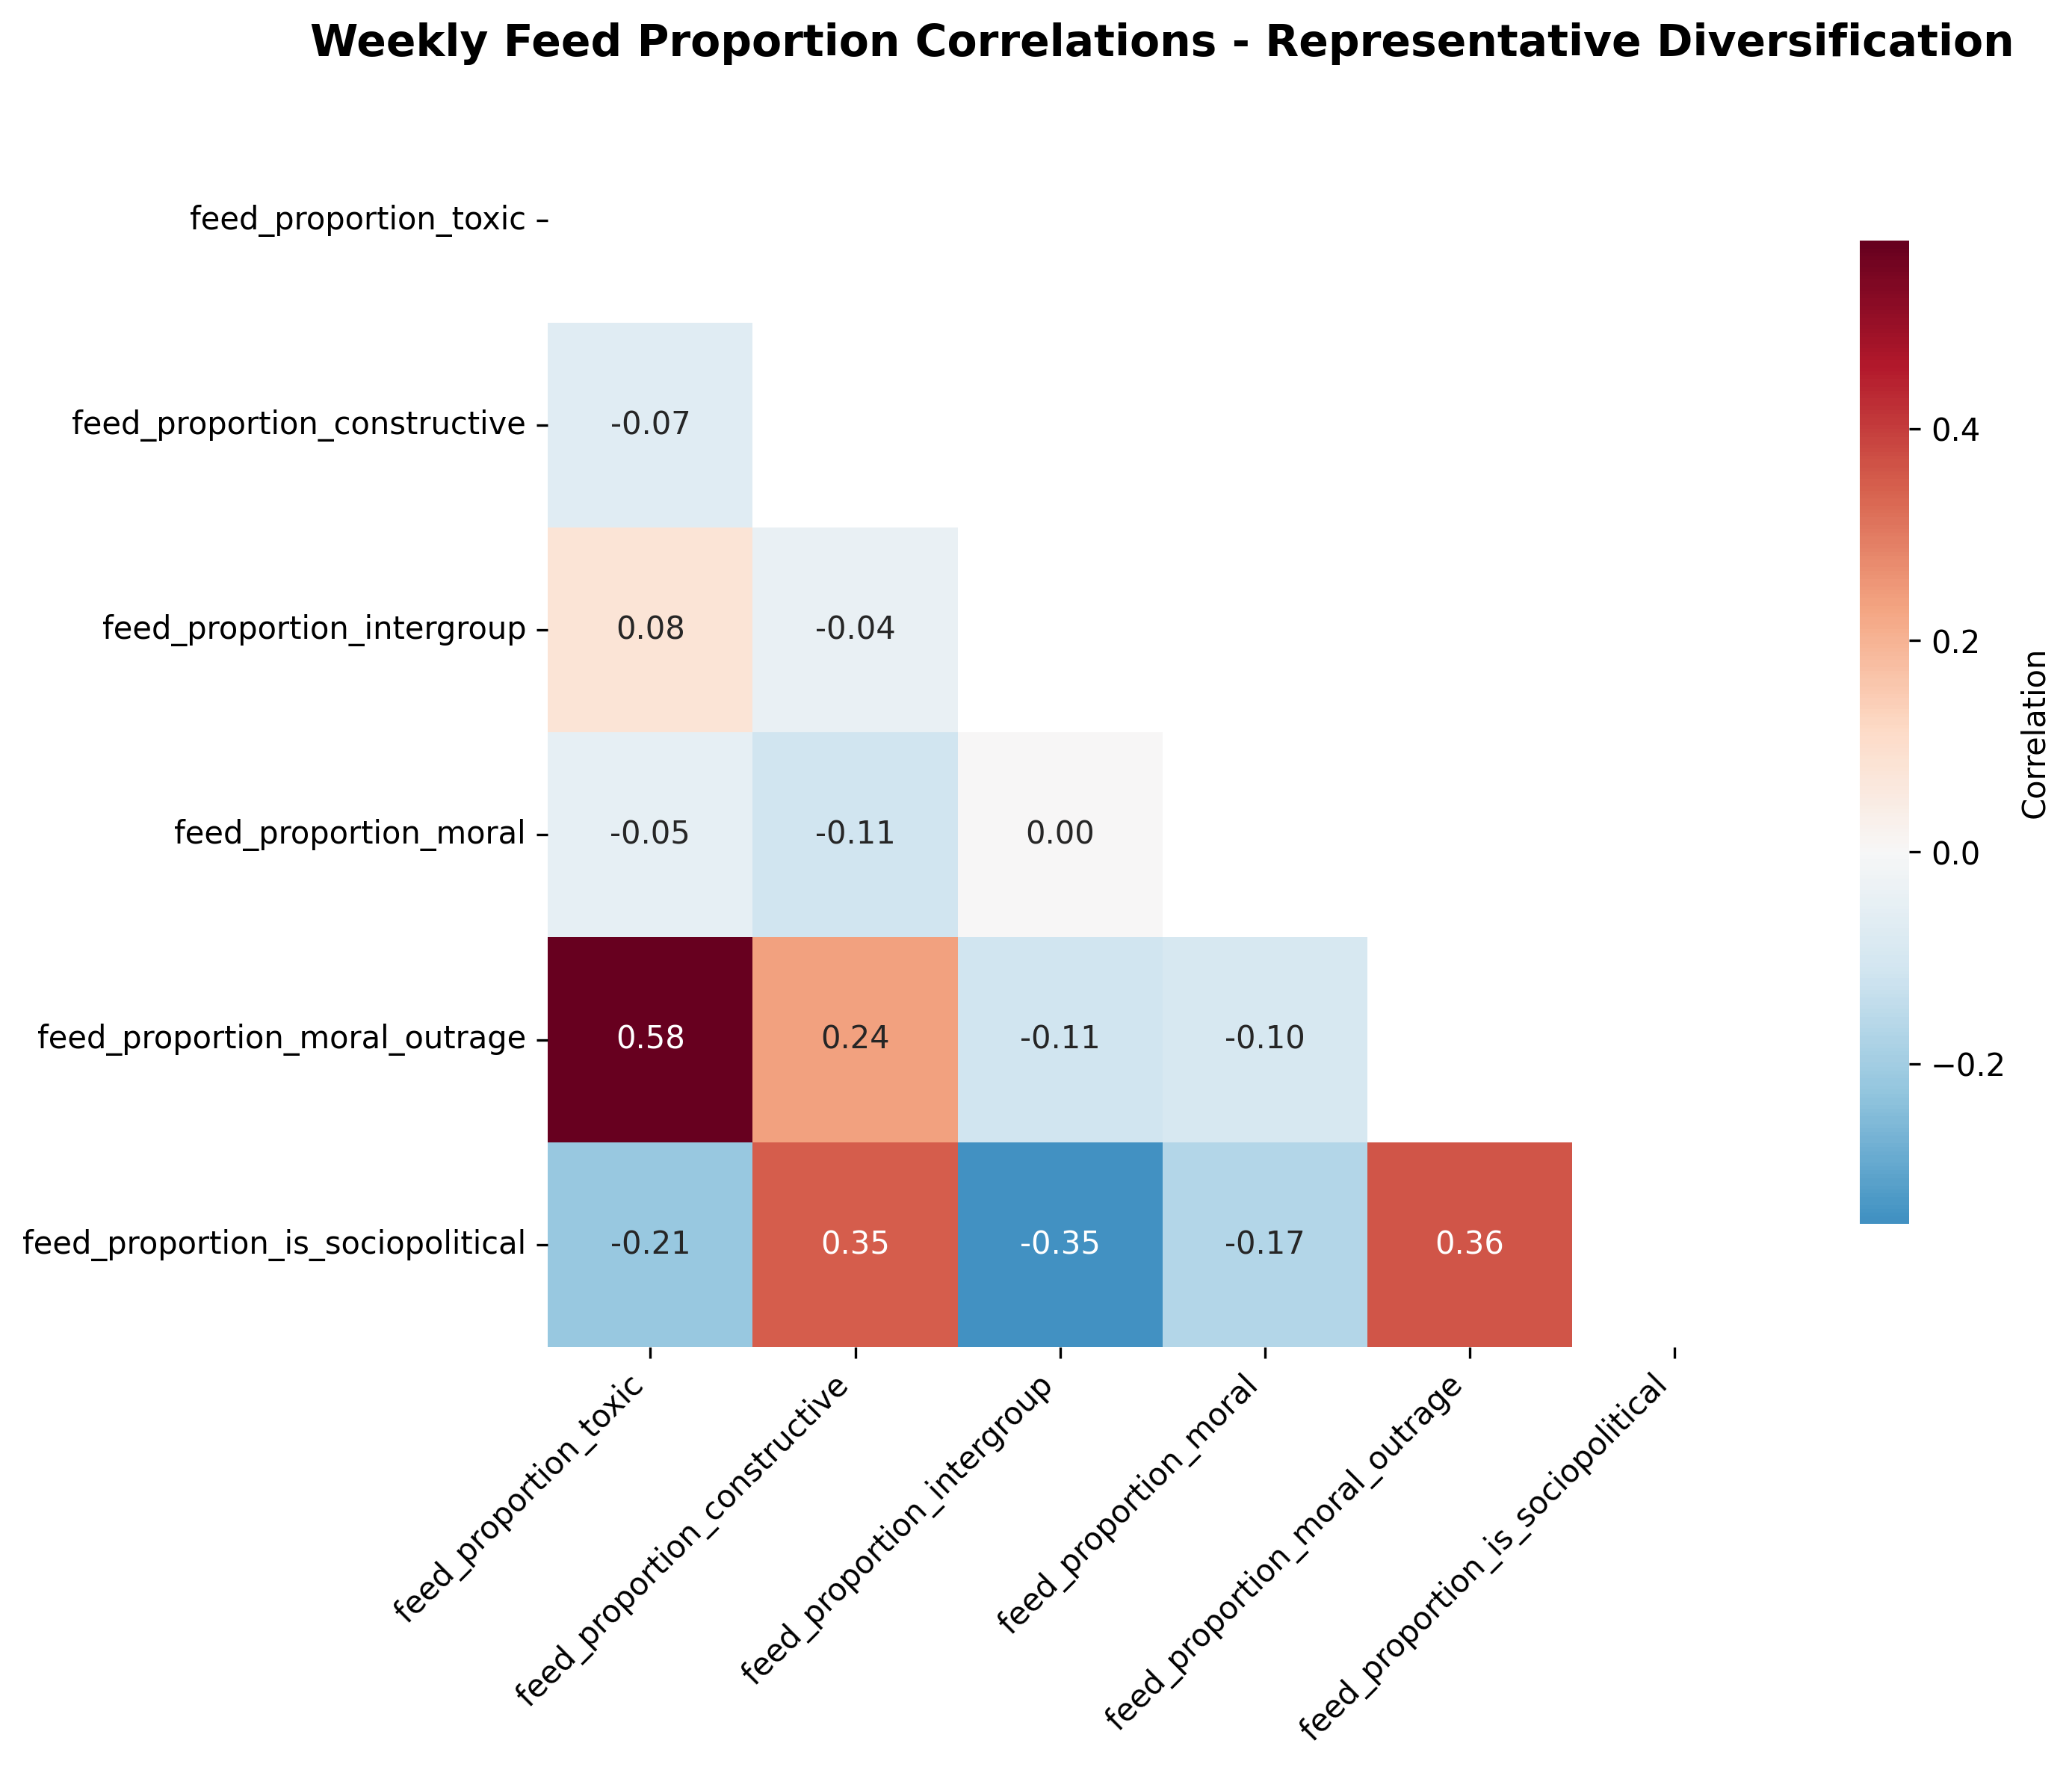 Weekly Feed Proportion Correlations - Representative Diversification
feed_proportion_toxic
feed_proportion_constructive
-0.07
feed_proportion_intergroup
0.08
-0.04
feed_proportion_moral
-0.05
-0.11
0.00
feed_proportion_moral_outrage
0.58
0.24
-0.11
-0.10
feed_proportion_is_sociopolitical
-0.21
0.35
-0.35
-0.17
0.36
feed_proportion_toxic
feed_proportion_constructive
feed_proportion_intergroup
feed_proportion_moral
feed_proportion_moral_outrage
feed_proportion_is_sociopolitical
0.4
0.2
0.0
−0.2
Correlation